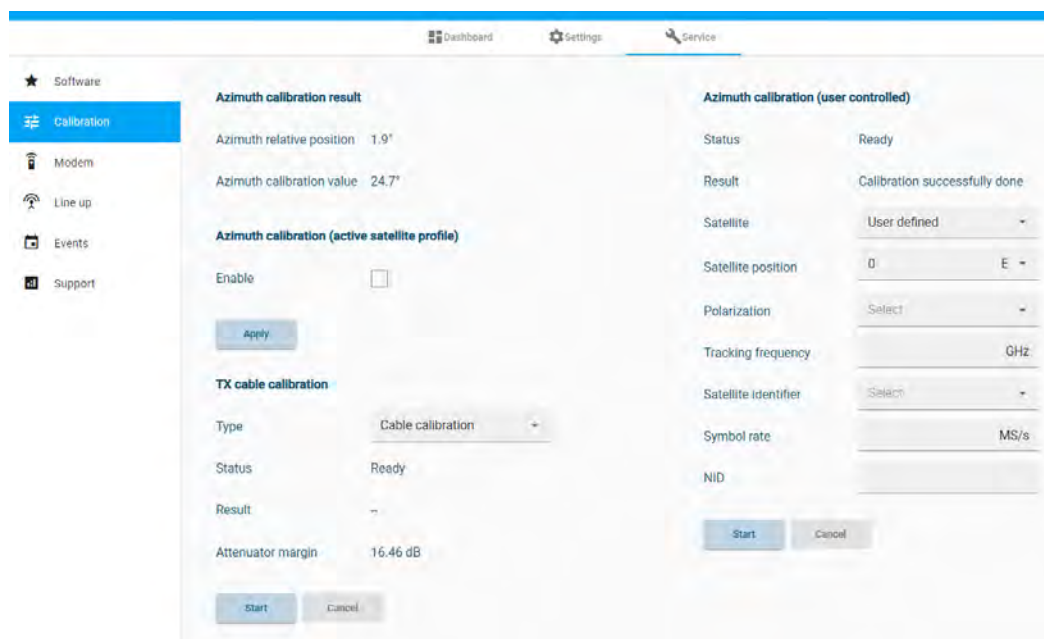 Dashboard
Settings
Service
Software
Calibration
Modem
Line up
Events
Support
Azimuth calibration result
Azimuth relative position 1.9°
Azimuth calibration value 24.7°
Azimuth calibration (active satellite profile)
Enable
Apply
TX cable calibration
Type Cable calibration
Status Ready
Result --
Attenuator margin 16.46 dB
Start Cancel
Azimuth calibration (user controlled)
Status Ready
Result Calibration successfully done
Satellite User defined
Satellite position 0 E
Polarization Select
Tracking frequency GHz
Satellite identifier Select
Symbol rate MS/s
NID
Start Cancel